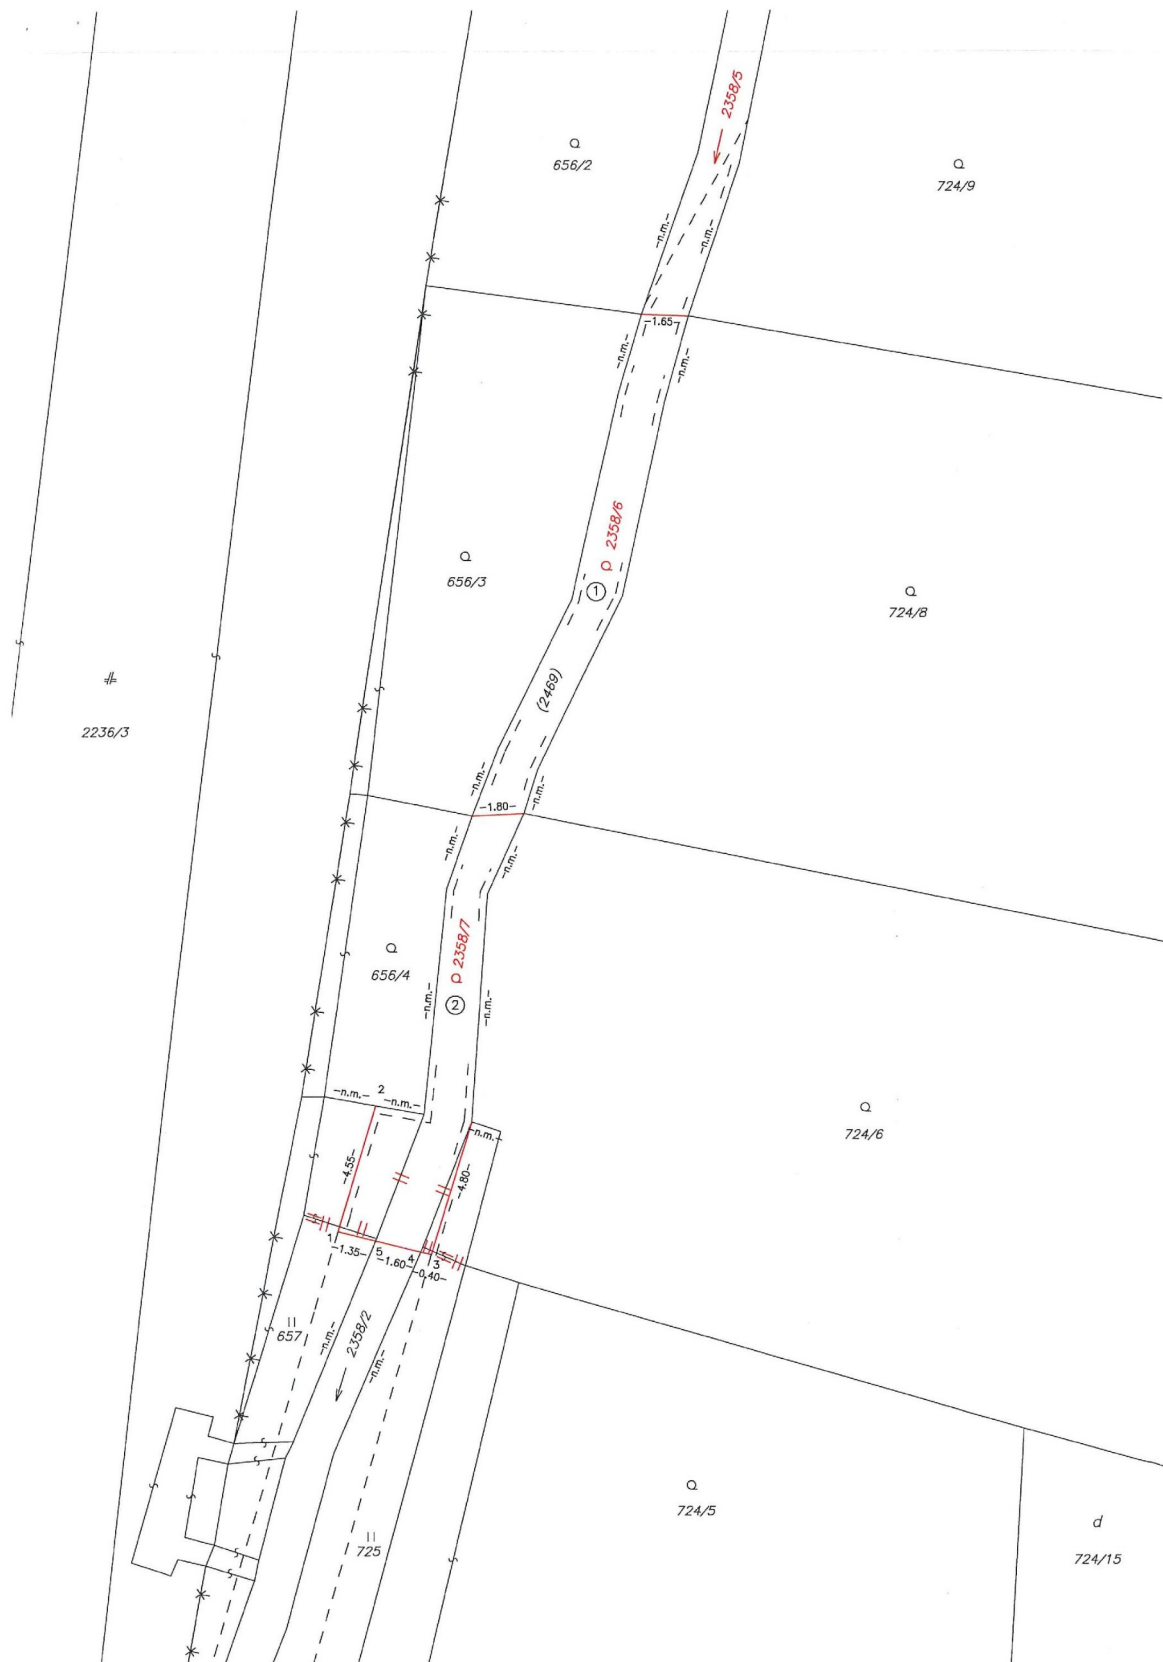 2358/5
656/2
724/9
-n.m.-
-n.m.-
-1.65-
-n.m.-
-n.m.-
2358/6
656/3
1
724/8
(2469)
2236/3
-n.m.-
-1.80-
-n.m.-
-n.m.-
-n.m.-
2358/7
656/4
2
-n.m.-
-n.m.-
-n.m.-
2
-n.m.-
724/6
-n.m.-
-4.55-
-4.80-
1
-1.35-
5
-1.60-
4
3
-0.40-
657
-n.m.-
2358/2
-n.m.-
724/5
d
725
724/15